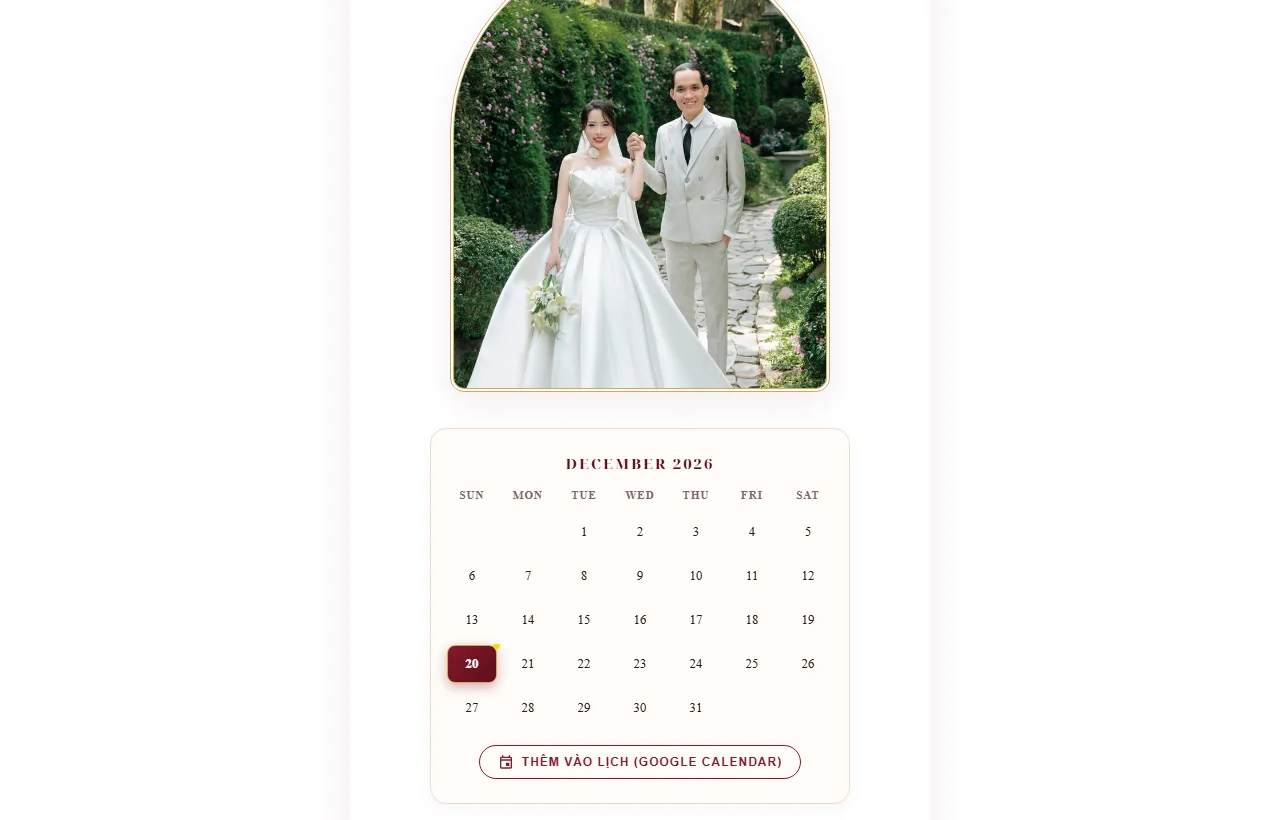 DECEMBER 2026
SUN MON TUE WED THU FRI SAT
1 2 3 4 5
6 7 8 9 10 11 12
13 14 15 16 17 18 19
20 21 22 23 24 25 26
27 28 29 30 31
THÊM VÀO LỊCH (GOOGLE CALENDAR)